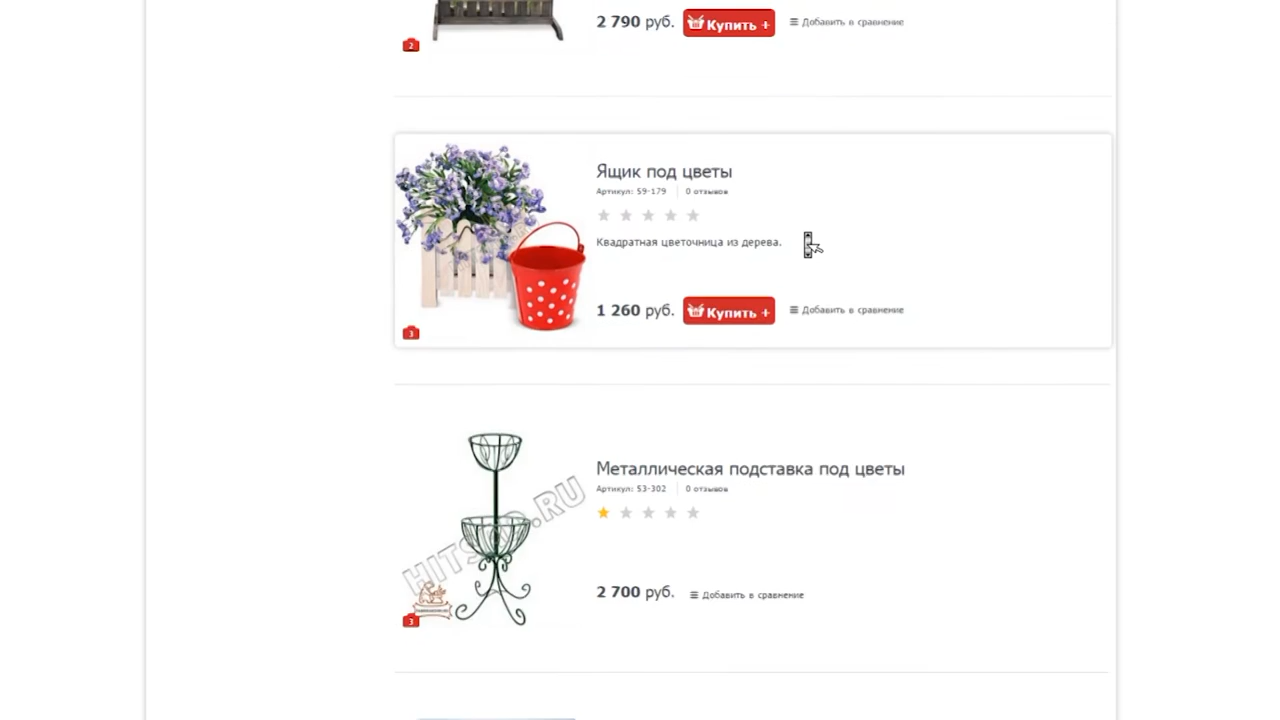 2 790 руб. Купить + Добавить в сравнение
2
Ящик под цветы
Артикул: 59-179 0 отзывов
Квадратная цветочница из дерева.
1 260 руб. Купить + Добавить в сравнение
3
Металлическая подставка под цветы
Артикул: 53-302 0 отзывов
2 700 руб. Добавить в сравнение
3